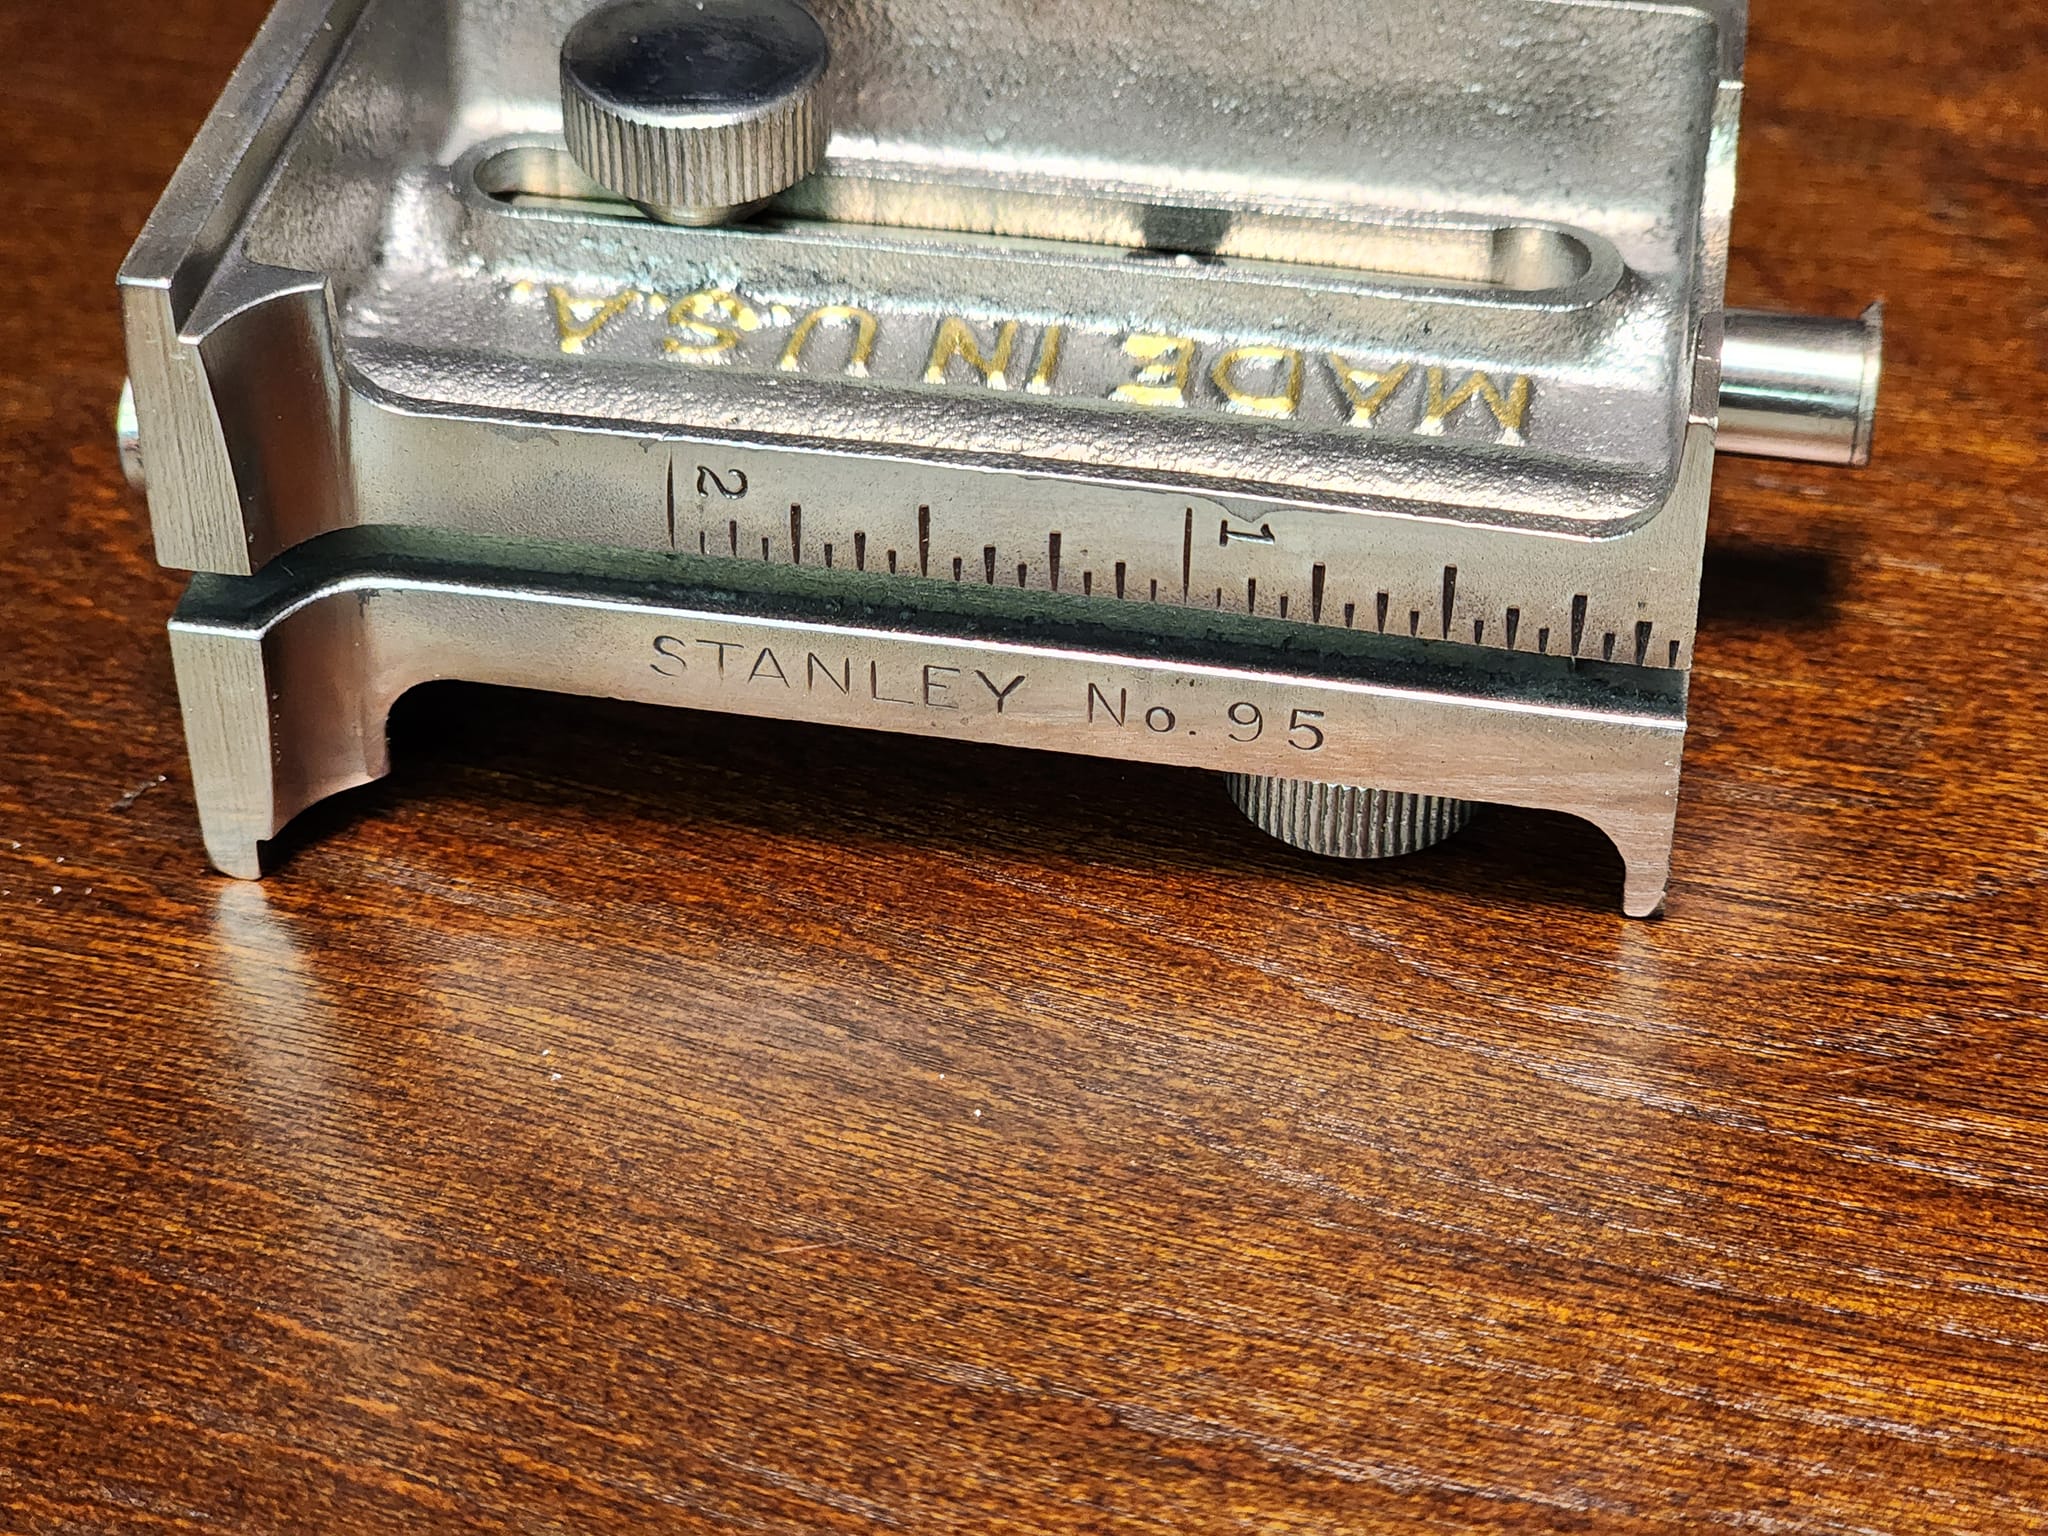 MADE IN U.S.A.
2 1
STANLEY No. 95